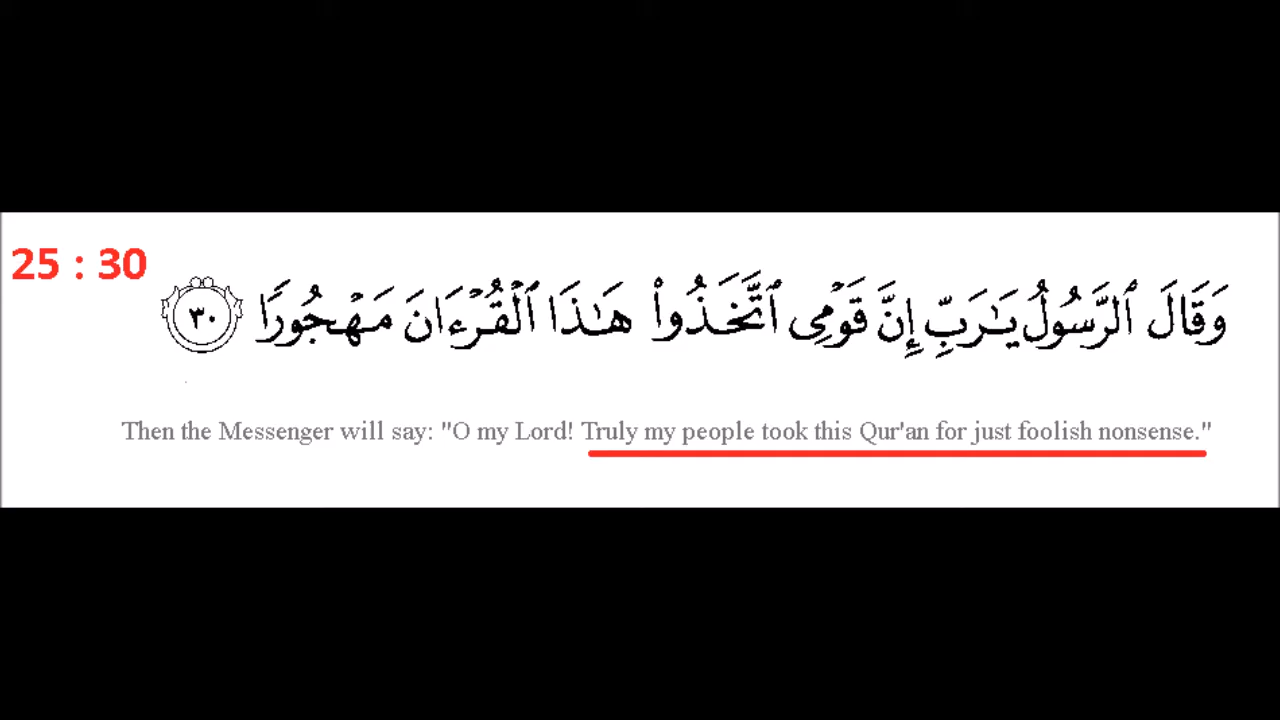 25 : 30
وَقَالَ ٱلرَّسُولُ يَـٰرَبِّ إِنَّ قَوْمِى ٱتَّخَذُوا۟ هَـٰذَا ٱلْقُرْءَانَ مَهْجُورًا ٣٠
Then the Messenger will say: "O my Lord! Truly my people took this Qur'an for just foolish nonsense."